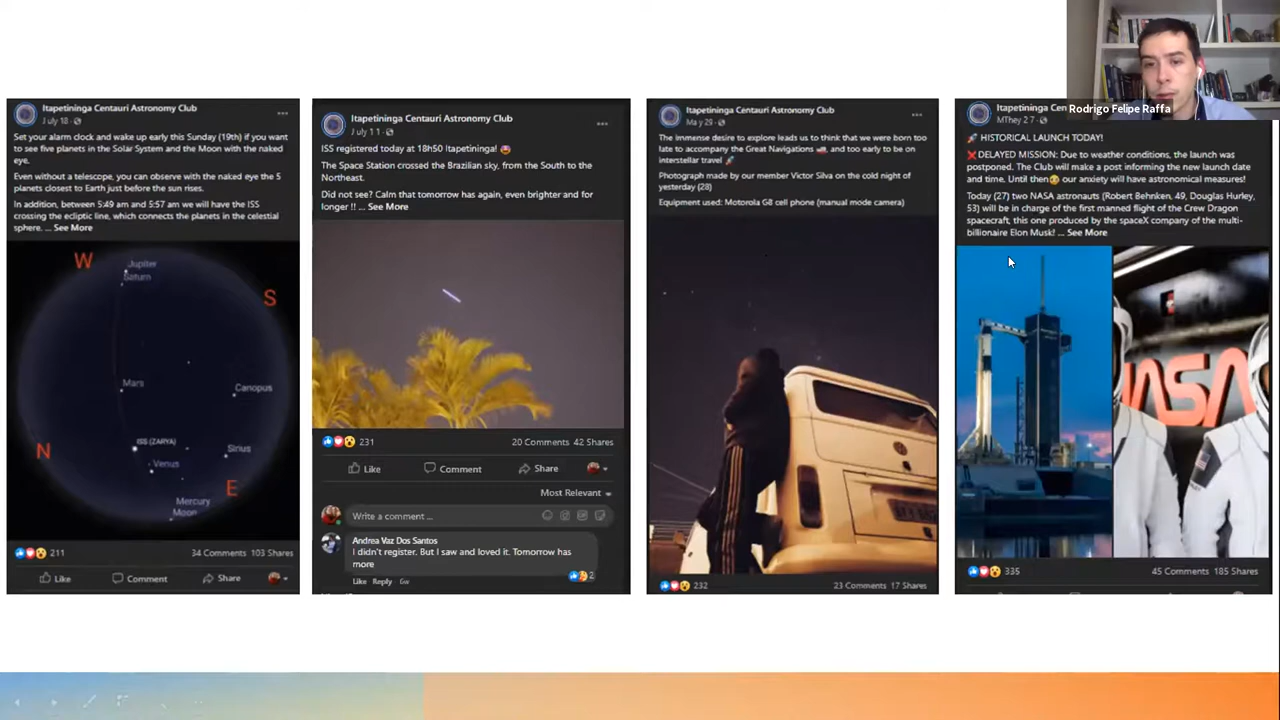 Rodrigo Felipe Raffa
Itapetininga Centauri Astronomy Club
July 18 ·
Set your alarm clock and wake up early this Sunday (19th) if you want
to see five planets in the Solar System and the Moon with the naked
eye.
Even without a telescope, you can observe with the naked eye the 5
planets closest to Earth just before the sun rises.
In addition, between 5:49 am and 5:57 am we will have the ISS
crossing the ecliptic line, which connects the planets in the celestial
sphere. ... See More
W
Jupiter
Saturn
S
Mars
Canopus
N
ISS (ZARYA)
Sirius
Venus
E
Mercury
Moon
211
34 Comments 103 Shares
Like
Comment
Share
Itapetininga Centauri Astronomy Club
July 11 ·
ISS registered today at 18h50 Itapetininga!
The Space Station crossed the Brazilian sky, from the South to the
Northeast.
Did not see? Calm that tomorrow has again, even brighter and for
longer !! ... See More
231
20 Comments 42 Shares
Like
Comment
Share
Most Relevant
Write a comment ...
Andrea Vaz Dos Santos
I didn't register. But I saw and loved it. Tomorrow has
more
2
Like Reply 6w
Itapetininga Centauri Astronomy Club
May 29 ·
The immense desire to explore leads us to think that we were born too
late to accompany the Great Navigations, and too early to be on
interstellar travel
Photograph made by our member Victor Silva on the cold night of
yesterday (28)
Equipment used: Motorola G8 cell phone (manual mode camera)
232
23 Comments 17 Shares
Itapetininga Cen
MThey 2 7 ·
HISTORICAL LAUNCH TODAY!
DELAYED MISSION: Due to weather conditions, the launch was
postponed. The Club will make a post informing the new launch date
and time. Until then our anxiety will have astronomical measures!
Today (27) two NASA astronauts (Robert Behnken, 49, Douglas Hurley,
53) will be in charge of the first manned flight of the Crew Dragon
spacecraft, this one produced by the spaceX company of the multi-
billionaire Elon Musk! ... See More
NASA
335
45 Comments 185 Shares